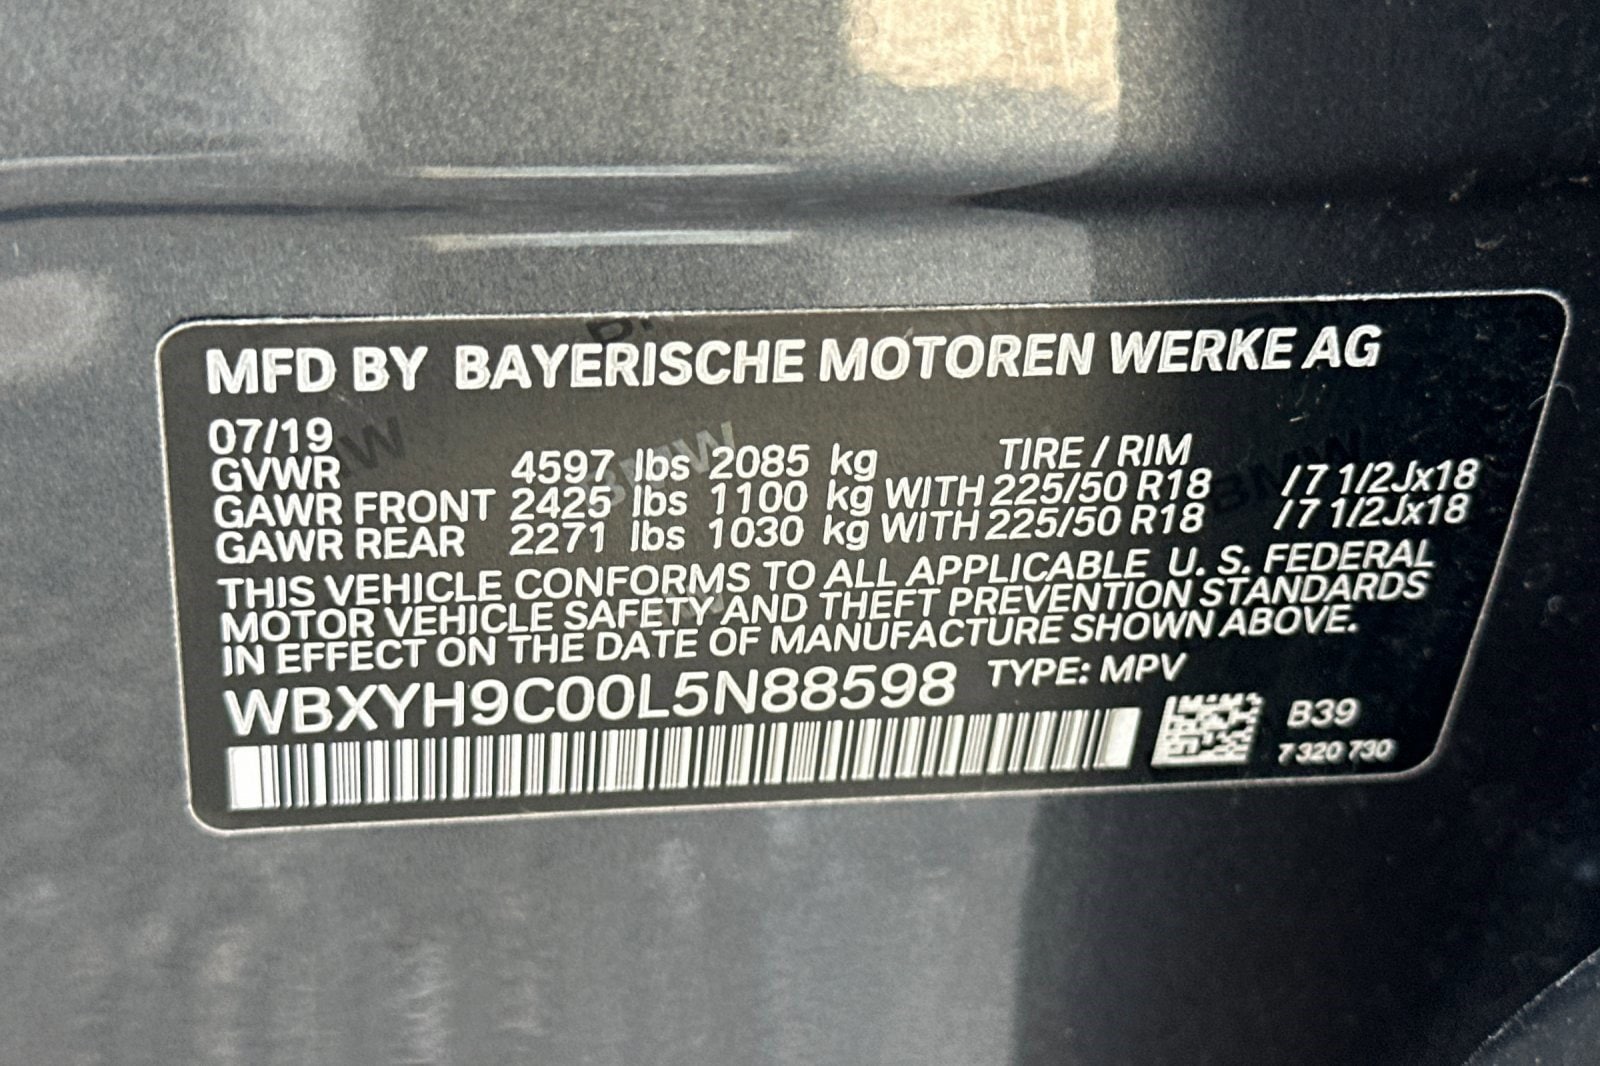 MFD BY BAYERISCHE MOTOREN WERKE AG
07/19
TIRE / RIM
GVWR 4597 lbs 2085 kg
GAWR FRONT 2425 lbs 1100 kg WITH 225/50 R18 / 7 1/2Jx18
GAWR REAR 2271 lbs 1030 kg WITH 225/50 R18 / 7 1/2Jx18
THIS VEHICLE CONFORMS TO ALL APPLICABLE U. S. FEDERAL
MOTOR VEHICLE SAFETY AND THEFT PREVENTION STANDARDS
IN EFFECT ON THE DATE OF MANUFACTURE SHOWN ABOVE.
WBXYH9C00L5N88598 TYPE: MPV
B39
7 320 730